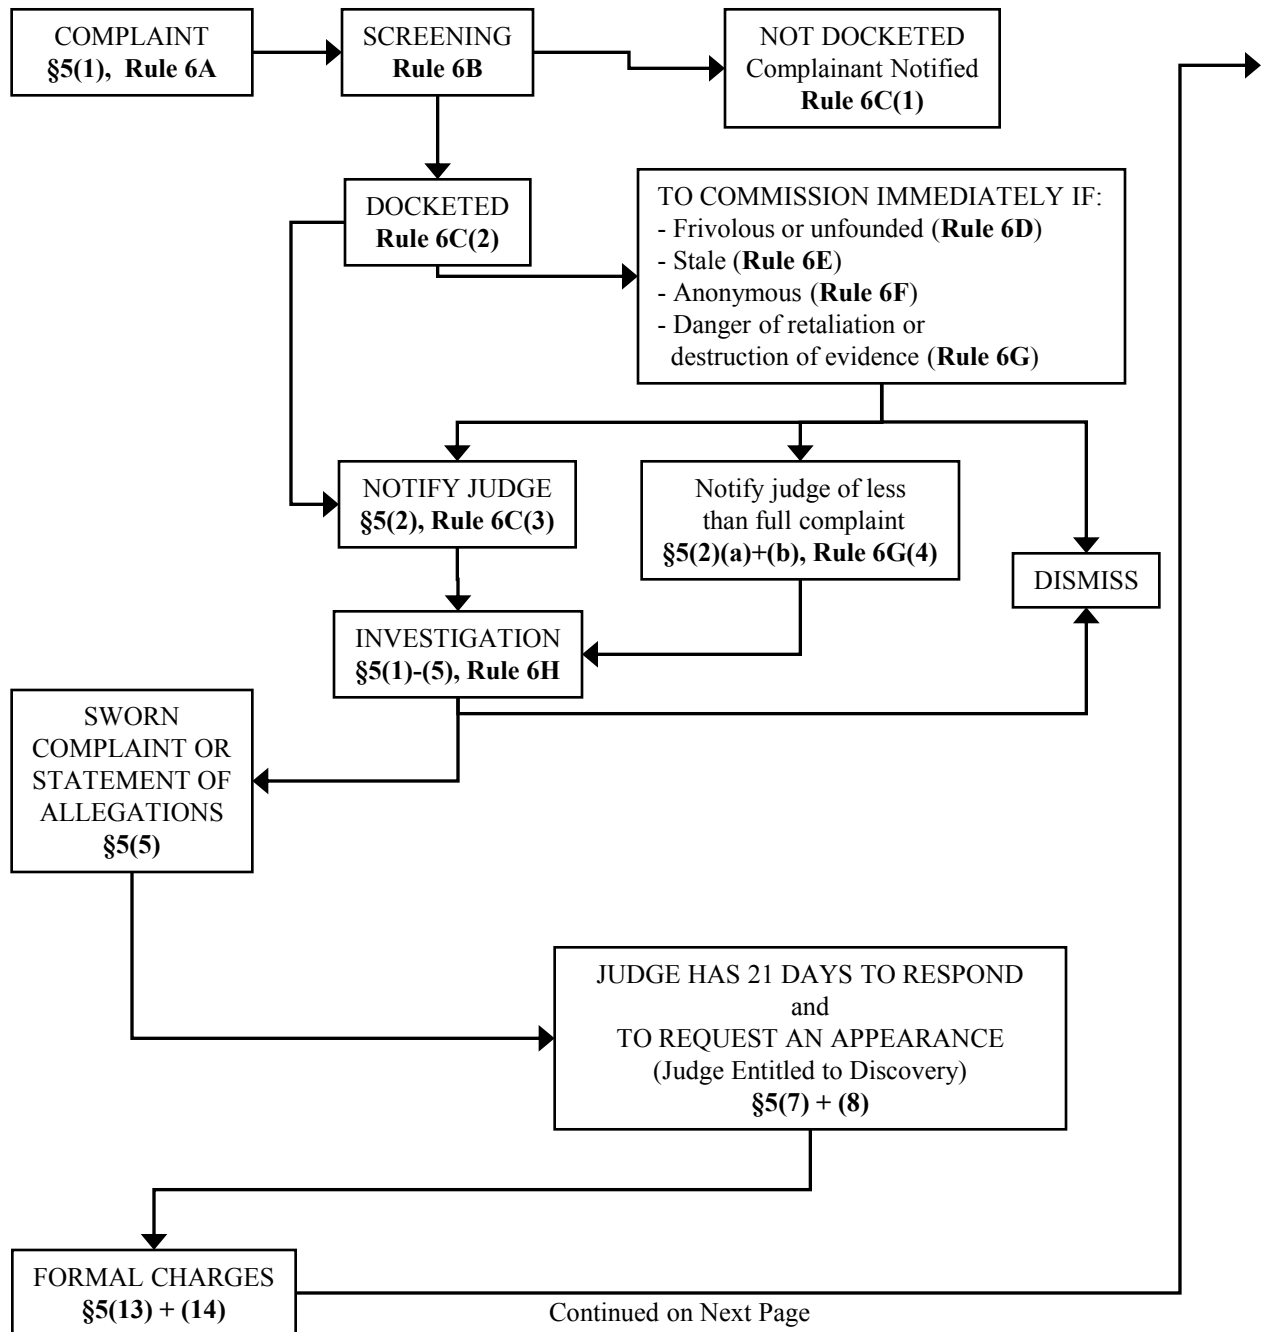 COMPLAINT
§5(1), Rule 6A
SCREENING
Rule 6B
NOT DOCKETED
Complainant Notified
Rule 6C(1)
DOCKETED
Rule 6C(2)
TO COMMISSION IMMEDIATELY IF:
- Frivolous or unfounded (Rule 6D)
- Stale (Rule 6E)
- Anonymous (Rule 6F)
- Danger of retaliation or
destruction of evidence (Rule 6G)
NOTIFY JUDGE
§5(2), Rule 6C(3)
Notify judge of less
than full complaint
§5(2)(a)+(b), Rule 6G(4)
DISMISS
INVESTIGATION
§5(1)-(5), Rule 6H
SWORN
COMPLAINT OR
STATEMENT OF
ALLEGATIONS
§5(5)
JUDGE HAS 21 DAYS TO RESPOND
and
TO REQUEST AN APPEARANCE
(Judge Entitled to Discovery)
§5(7) + (8)
FORMAL CHARGES
§5(13) + (14)
Continued on Next Page